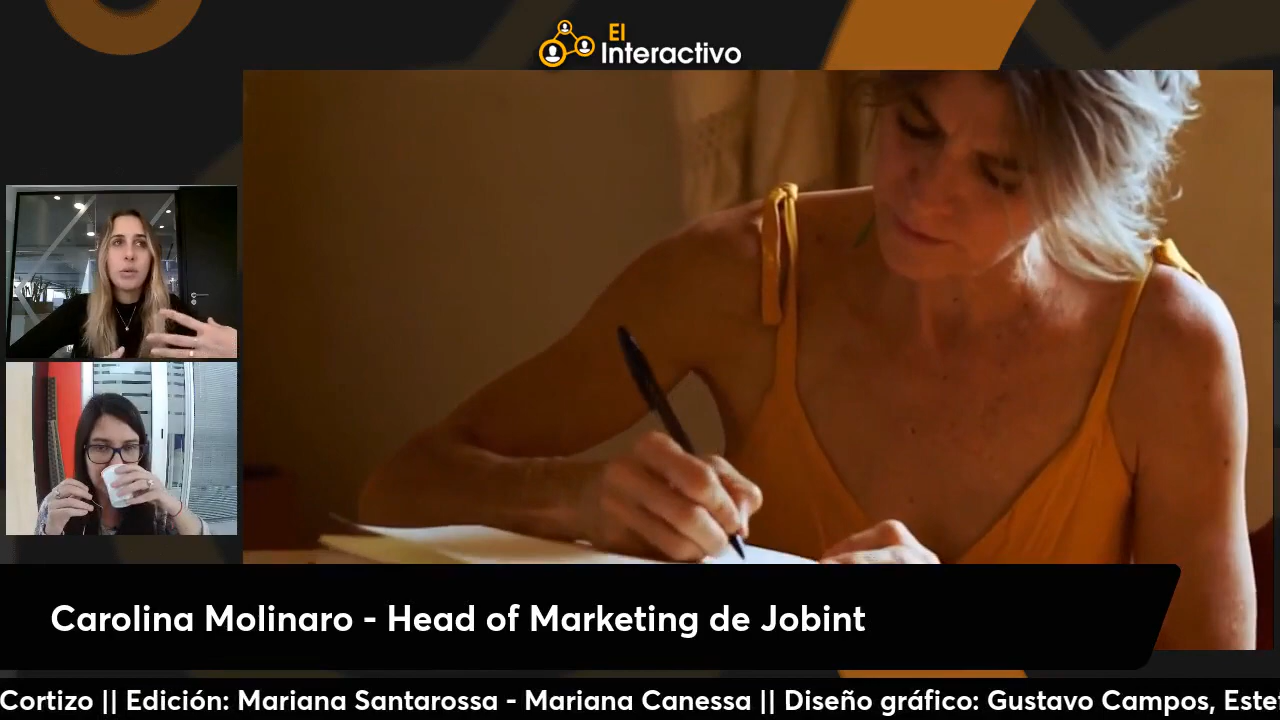 El
Interactivo
Carolina Molinaro - Head of Marketing de Jobint
Cortizo || Edición: Mariana Santarossa - Mariana Canessa || Diseño gráfico: Gustavo Campos, Este